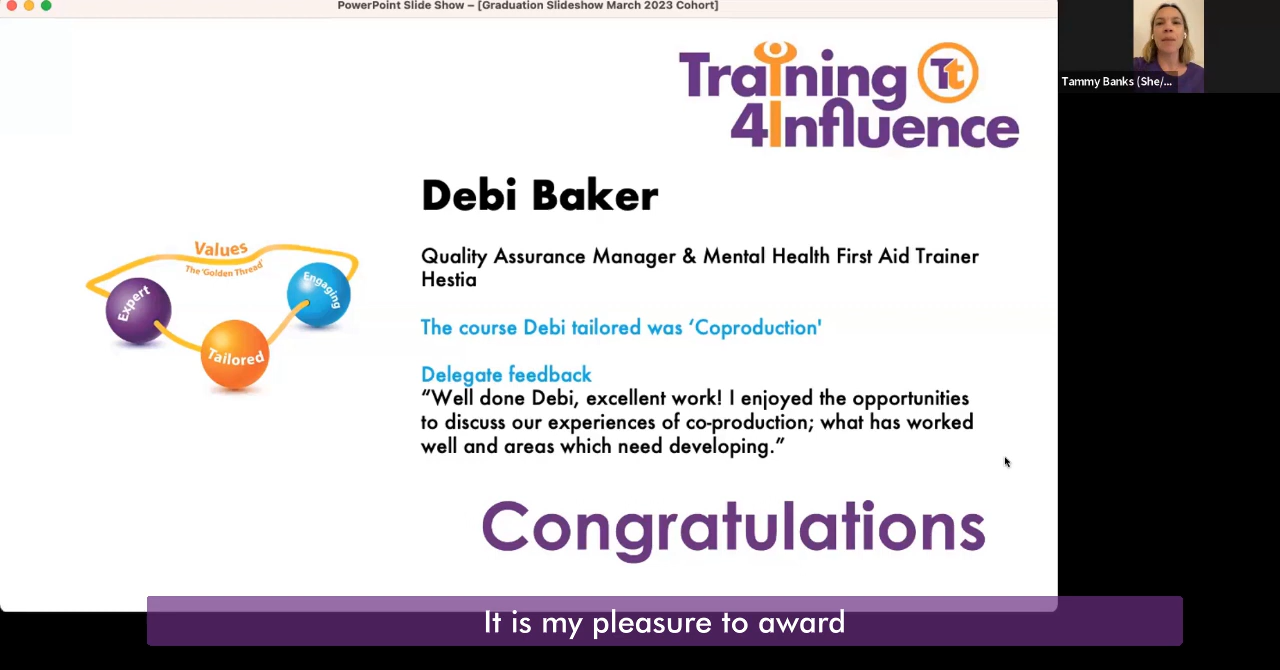 PowerPoint Slide Show – [Graduation Slideshow March 2023 Cohort]
Tammy Banks (She/...
Training Tt
4Influence
Debi Baker
Quality Assurance Manager & Mental Health First Aid Trainer
Hestia
The course Debi tailored was ‘Coproduction'
Delegate feedback
“Well done Debi, excellent work! I enjoyed the opportunities
to discuss our experiences of co-production; what has worked
well and areas which need developing.”
Values
The 'Golden Thread'
Expert
Engaging
Tailored
Congratulations
It is my pleasure to award